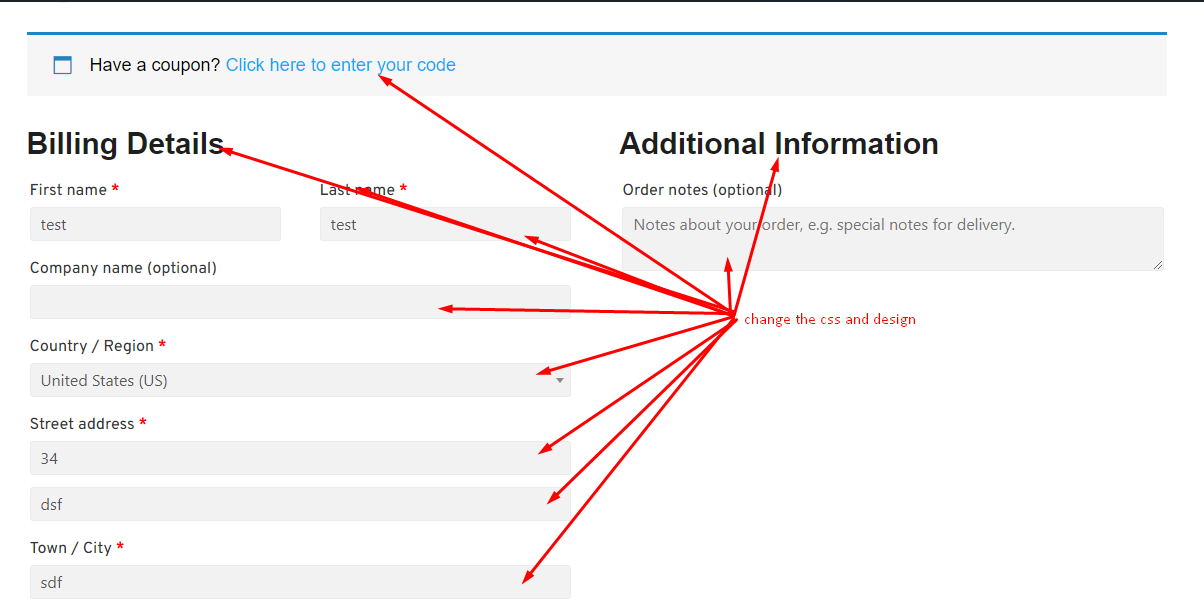 Have a coupon? Click here to enter your code
Billing Details
Additional Information
First name *
Last name *
Order notes (optional)
test
test
Notes about your order, e.g. special notes for delivery.
Company name (optional)
change the css and design
Country / Region *
United States (US)
Street address *
34
dsf
Town / City *
sdf